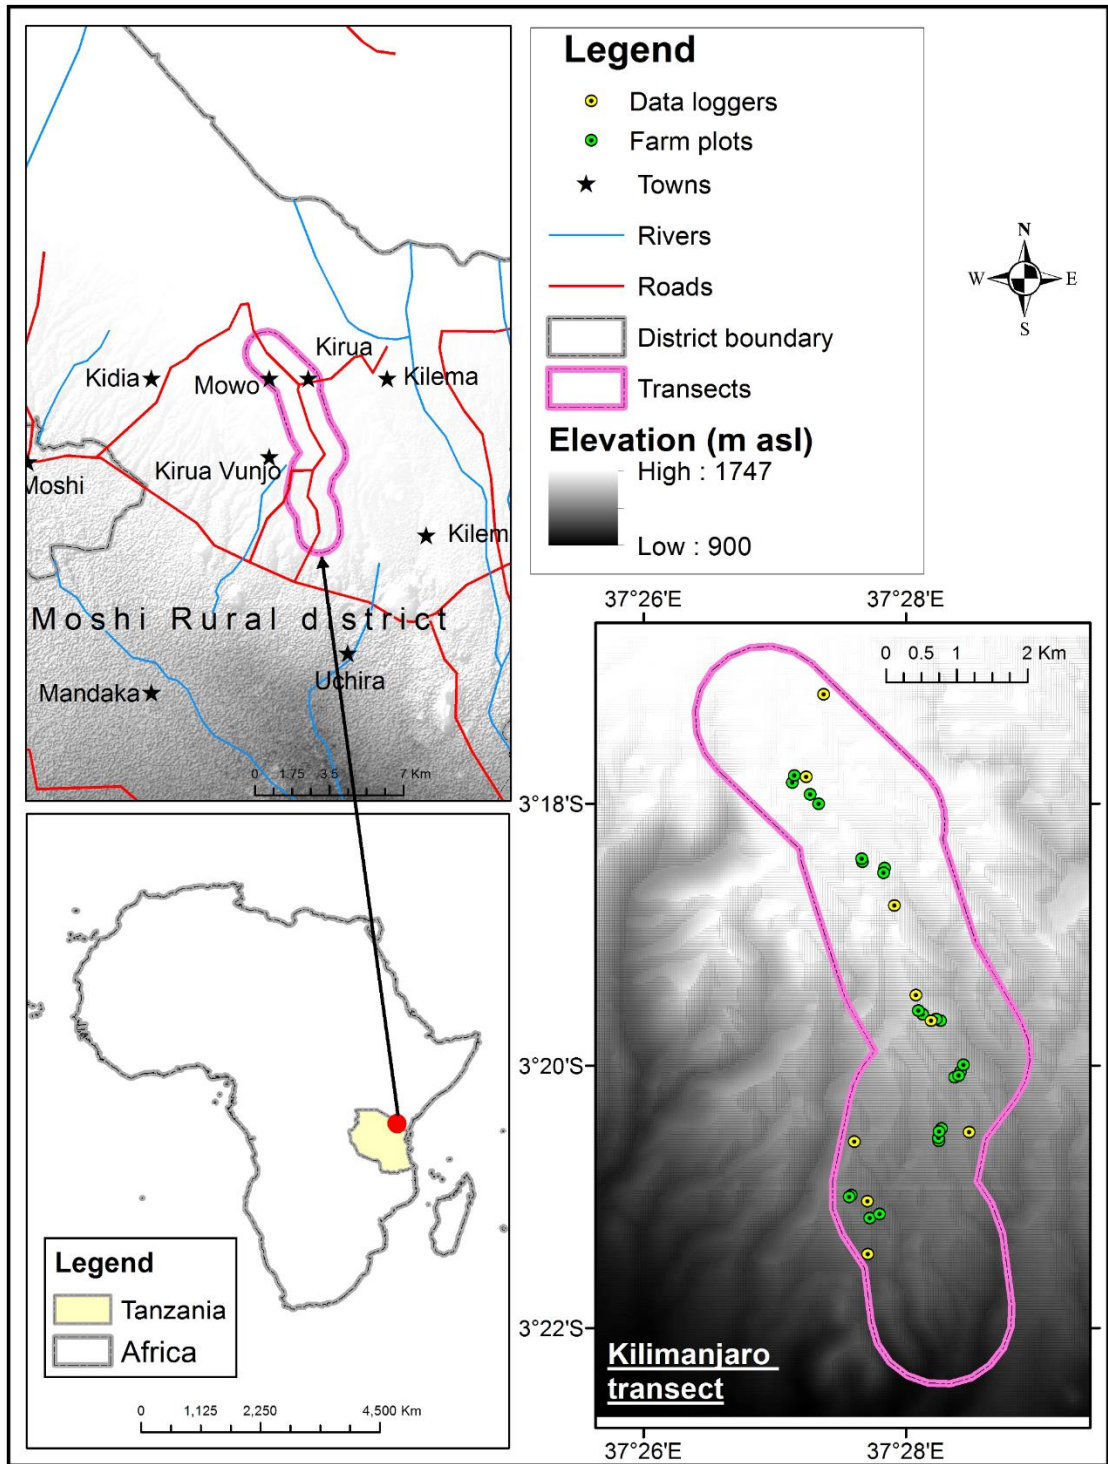 Kirua
Kidia
Mowo
Kilema
Kirua Vunjo
Moshi
Kilem
Moshi Rural district
Uchira
Mandaka
0 1.75 3.5 7 Km
Legend
Data loggers
Farm plots
Towns
Rivers
Roads
District boundary
Transects
Elevation (m asl)
High : 1747
Low : 900
N
W E
S
Legend
Tanzania
Africa
0 1,125 2,250 4,500 Km
37°26'E 37°28'E
0 0.5 1 2 Km
3°18'S
3°20'S
3°22'S
Kilimanjaro
transect
37°26'E 37°28'E